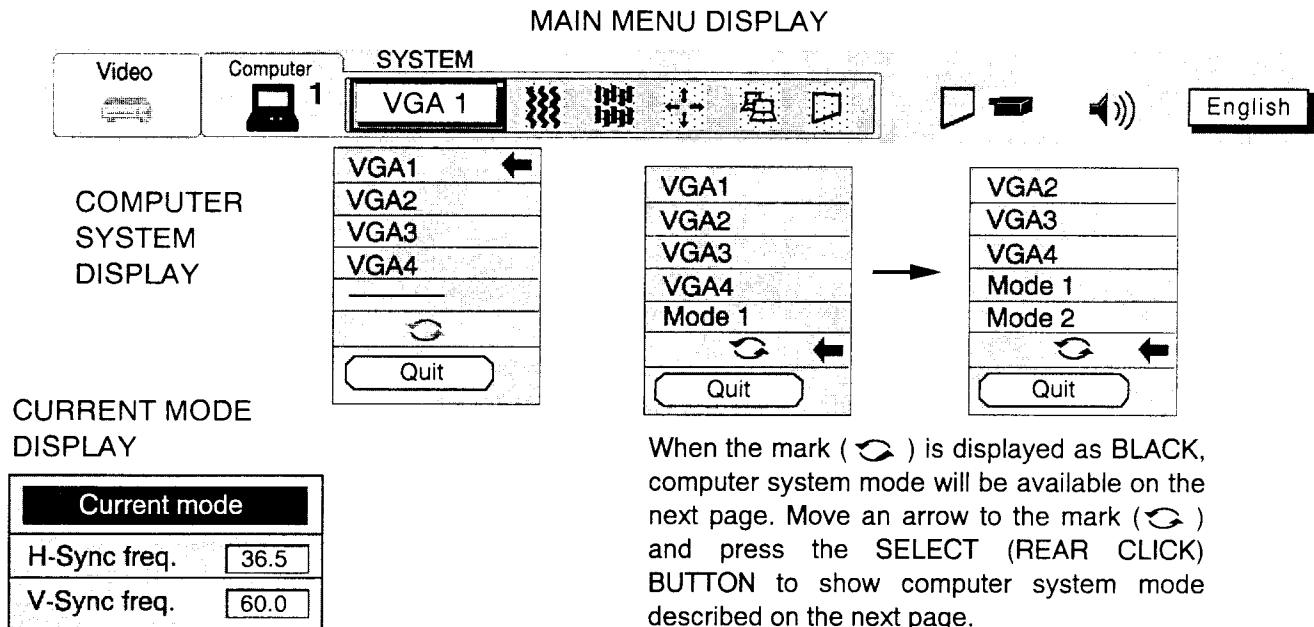 MAIN MENU DISPLAY
Video
Computer
1
SYSTEM
VGA 1
English
COMPUTER
SYSTEM
DISPLAY
VGA1
VGA2
VGA3
VGA4
Quit
VGA1
VGA2
VGA3
VGA4
Mode 1
Quit
VGA2
VGA3
VGA4
Mode 1
Mode 2
Quit
CURRENT MODE
DISPLAY
Current mode
H-Sync freq. 36.5
V-Sync freq. 60.0
When the mark ( ) is displayed as BLACK,
computer system mode will be available on the
next page. Move an arrow to the mark ( )
and press the SELECT (REAR CLICK)
BUTTON to show computer system mode
described on the next page.